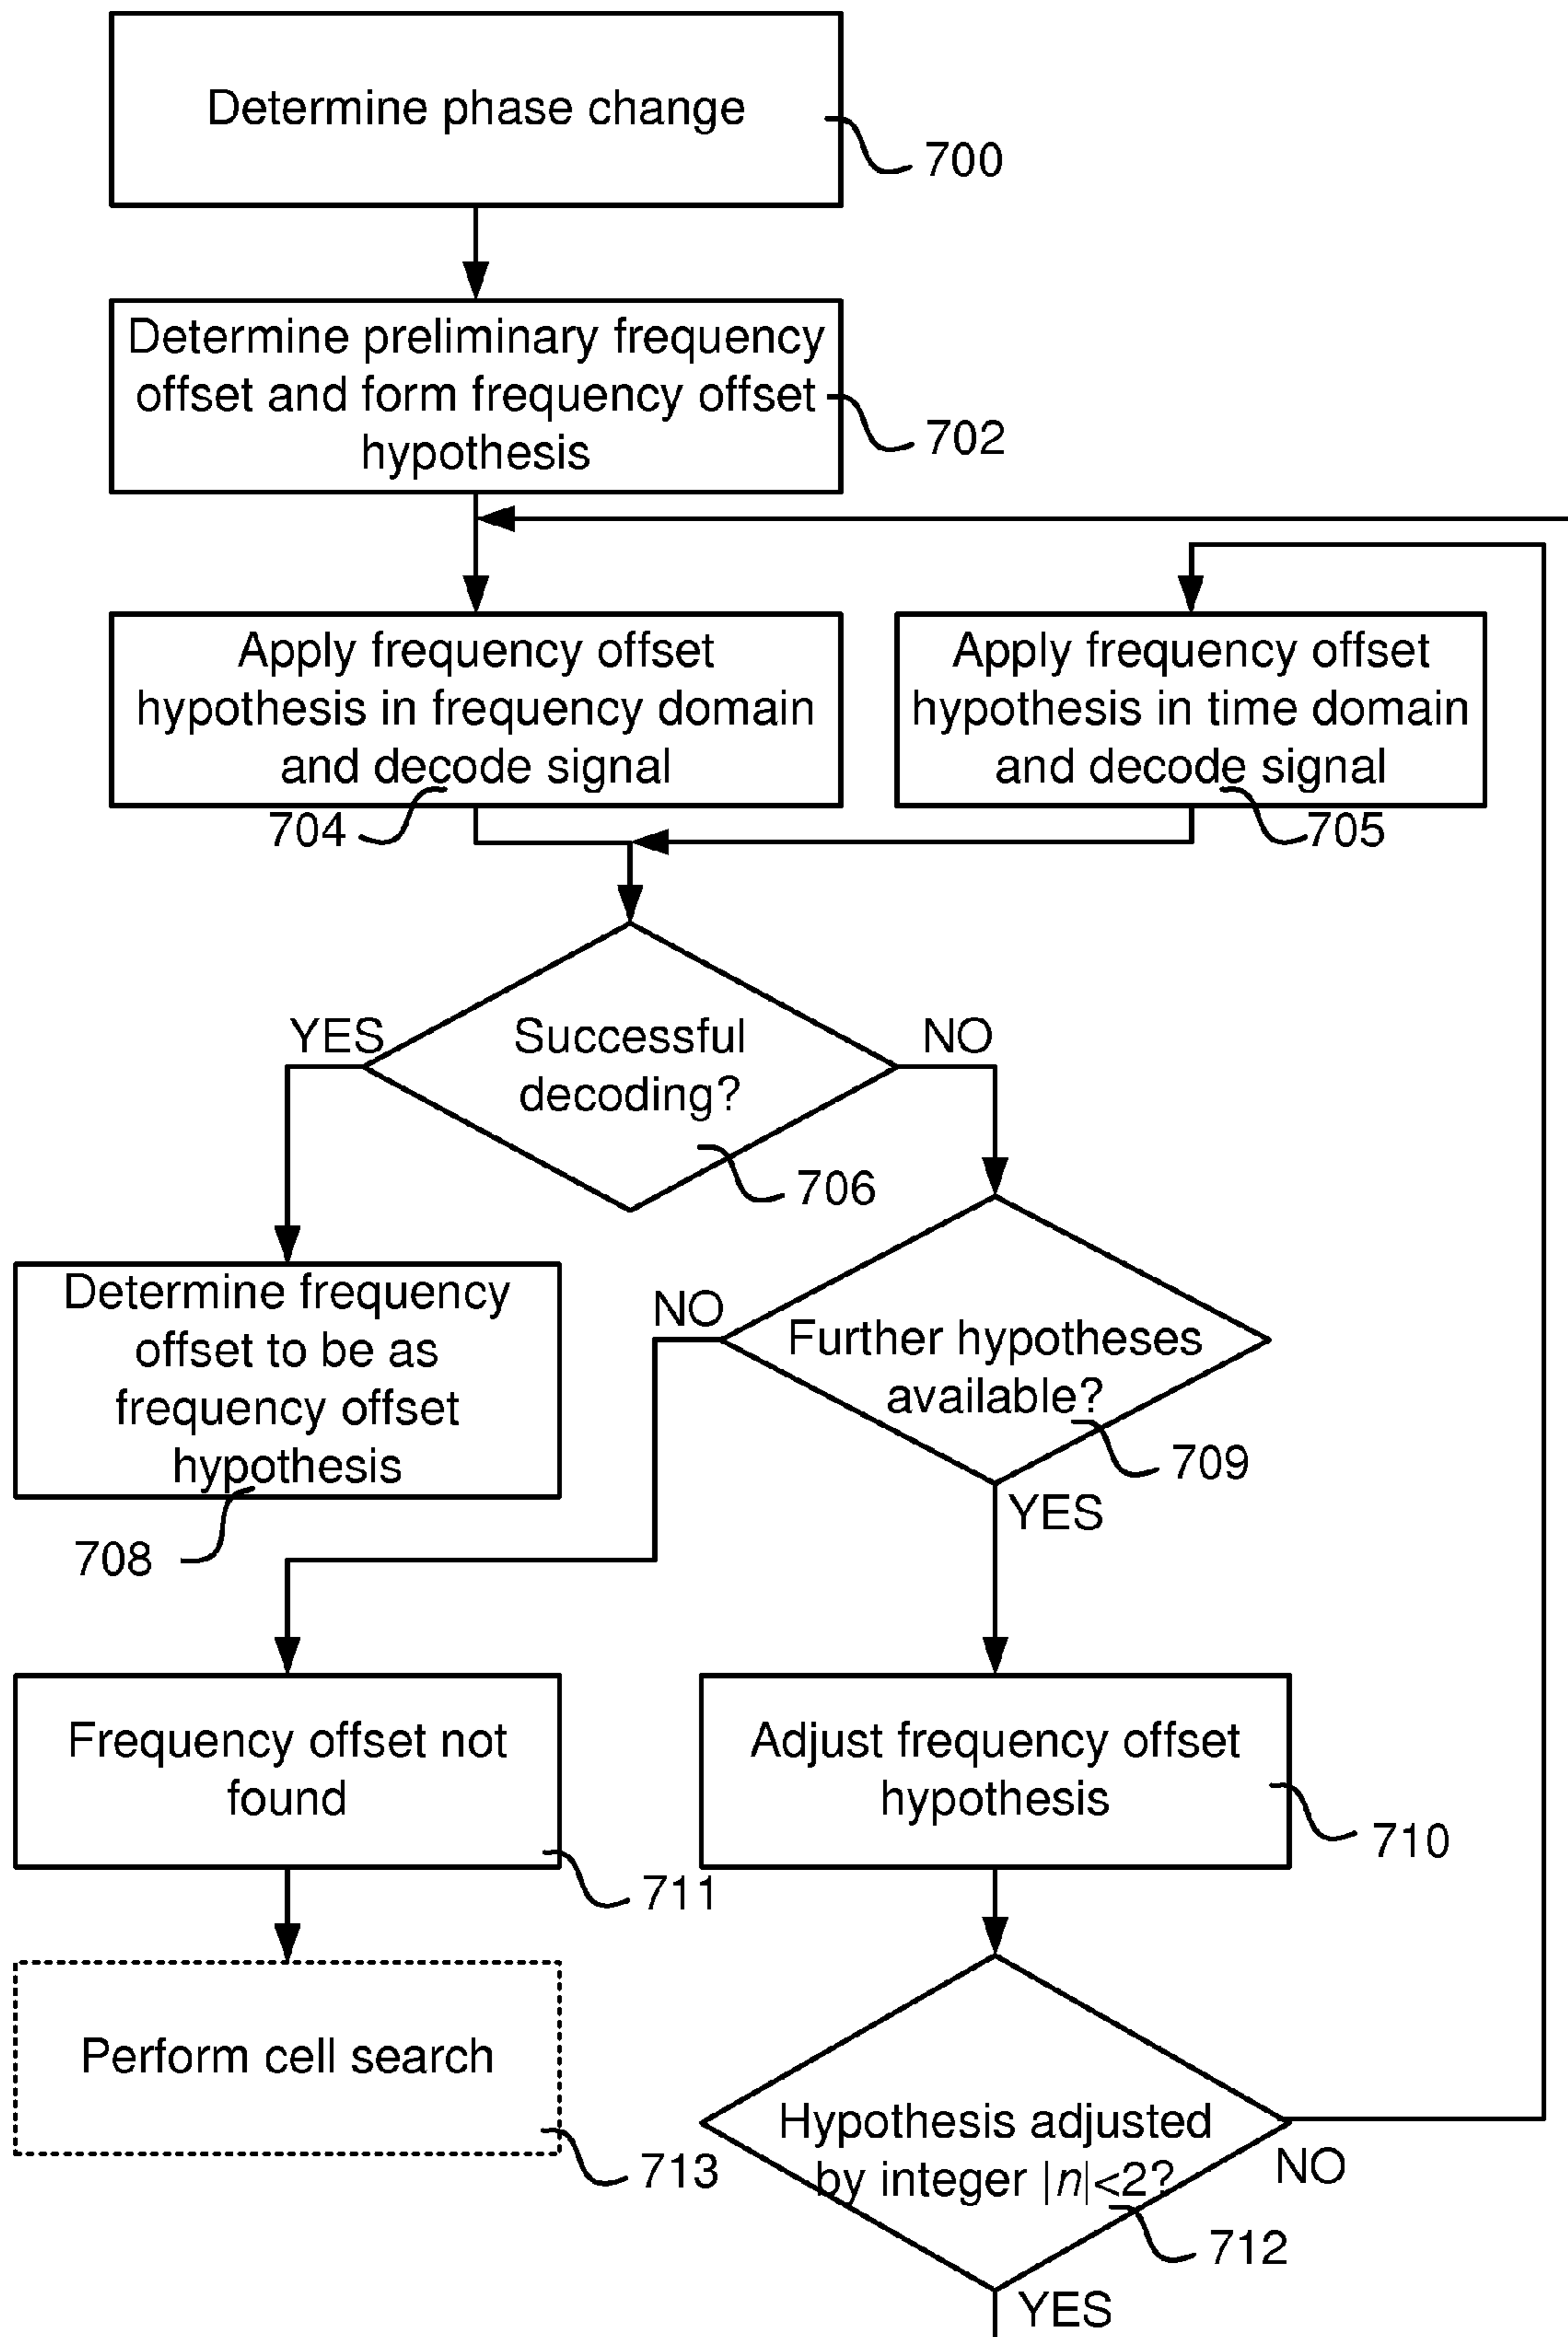 Determine phase change
700
Determine preliminary frequency
offset and form frequency offset
hypothesis
702
Apply frequency offset
hypothesis in frequency domain
and decode signal
704
Apply frequency offset
hypothesis in time domain
and decode signal
705
Successful
decoding?
YES
NO
706
Determine frequency
offset to be as
frequency offset
hypothesis
708
Further hypotheses
available?
NO
709
YES
Frequency offset not
found
711
Adjust frequency offset
hypothesis
710
Perform cell search
713
Hypothesis adjusted
by integer |n|<2?
NO
712
YES